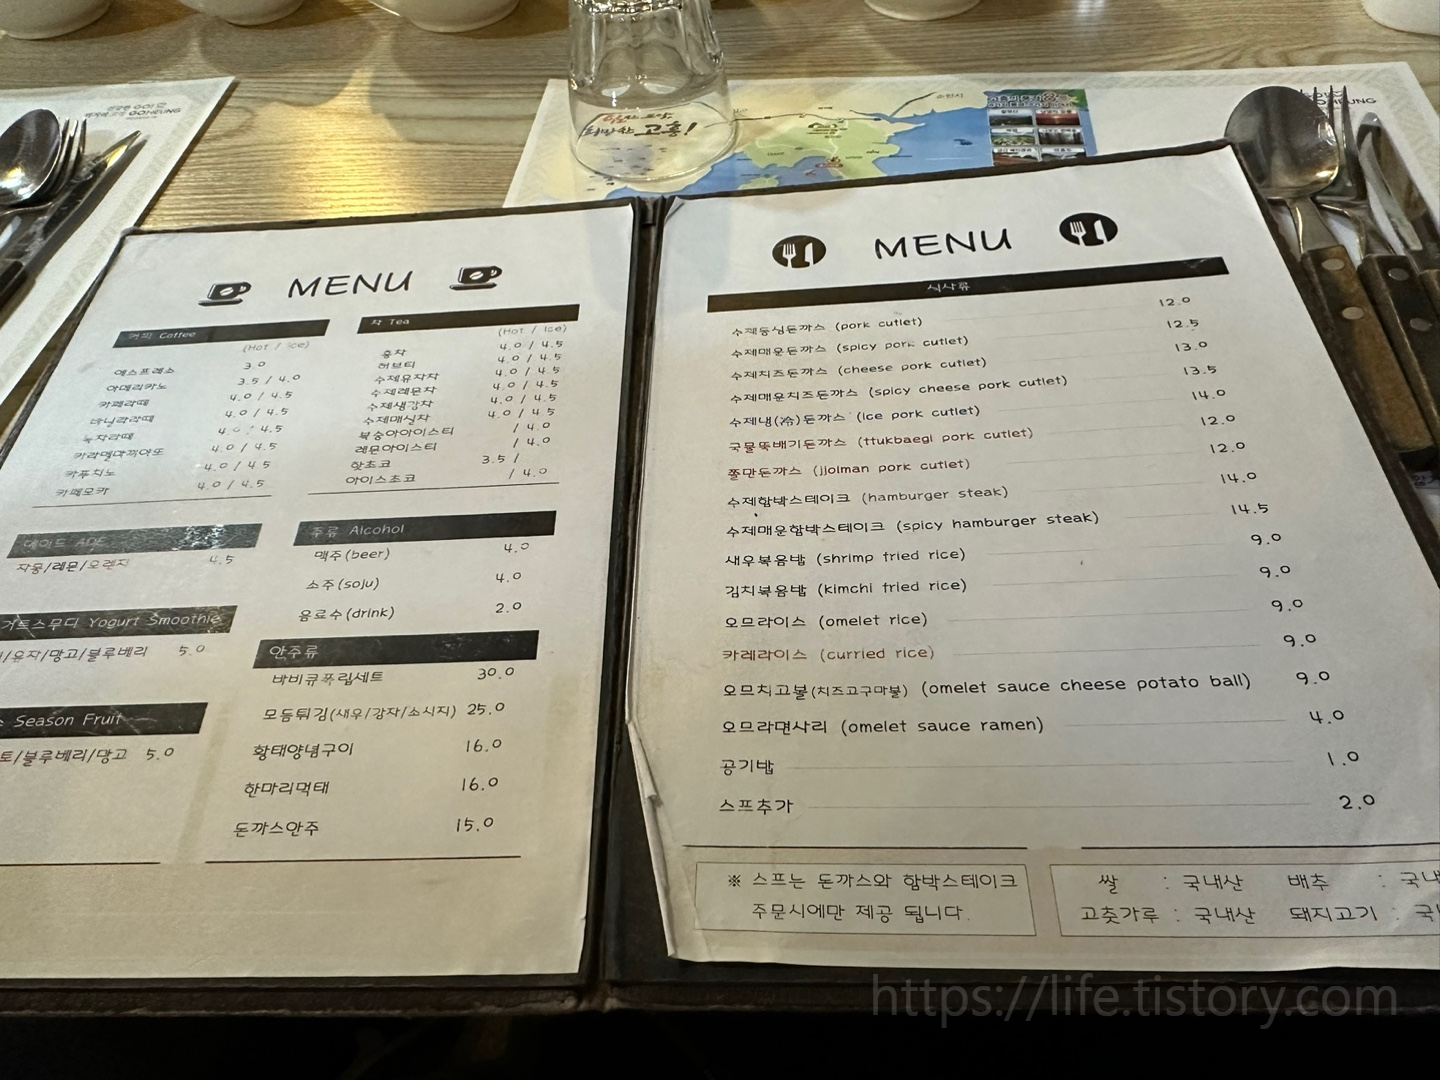 희망찬 고흥!
순천시
MENU
커피 Coffee
(Hot / Ice)
에스프레소 3.0
아메리카노 3.5 / 4.0
카페라떼 4.0 / 4.5
바닐라라떼 4.0 / 4.5
녹차라떼 4.0 / 4.5
카라멜마끼아또 4.0 / 4.5
카푸치노 4.0 / 4.5
카페모카 4.0 / 4.5
차 Tea
(Hot / Ice)
홍차 4.0 / 4.5
허브티 4.0 / 4.5
수제유자차 4.0 / 4.5
수제레몬차 4.0 / 4.5
수제생강차 4.0 / 4.5
수제매실차 4.0 / 4.5
복숭아아이스티 / 4.0
레몬아이스티 / 4.0
핫초코 3.5 /
아이스초코 / 4.0
에이드 ADE
자몽/레몬/오렌지 4.5
거트스무디 Yogurt Smoothie
/유자/망고/블루베리 5.0
Season Fruit
토/블루베리/망고 5.0
주류 Alcohol
맥주(beer) 4.0
소주(soju) 4.0
음료수(drink) 2.0
안주류
바비큐폭립세트 30.0
모듬튀김(새우/감자/소시지) 25.0
황태양념구이 16.0
한마리먹태 16.0
돈까스안주 15.0
MENU
식사류
수제등심돈까스 (pork cutlet) 12.0
수제매운돈까스 (spicy pork cutlet) 12.5
수제치즈돈까스 (cheese pork cutlet) 13.0
수제매운치즈돈까스 (spicy cheese pork cutlet) 13.5
수제냉(冷)돈까스 (ice pork cutlet) 14.0
국물뚝배기돈까스 (ttukbaegi pork cutlet) 12.0
쫄만돈까스 (jjolman pork cutlet) 12.0
수제함박스테이크 (hamburger steak) 14.0
수제매운함박스테이크 (spicy hamburger steak) 14.5
새우볶음밥 (shrimp fried rice) 9.0
김치볶음밥 (kimchi fried rice) 9.0
오므라이스 (omelet rice) 9.0
카레라이스 (curried rice) 9.0
오므치고볼(치즈고구마볼) (omelet sauce cheese potato ball) 9.0
오므라면사리 (omelet sauce ramen) 4.0
공기밥 1.0
스프추가 2.0
※ 스프는 돈까스와 함박스테이크
주문시에만 제공 됩니다.
쌀 : 국내산 배추 : 국내
고춧가루 : 국내산 돼지고기 : 국
https://life.tistory.com